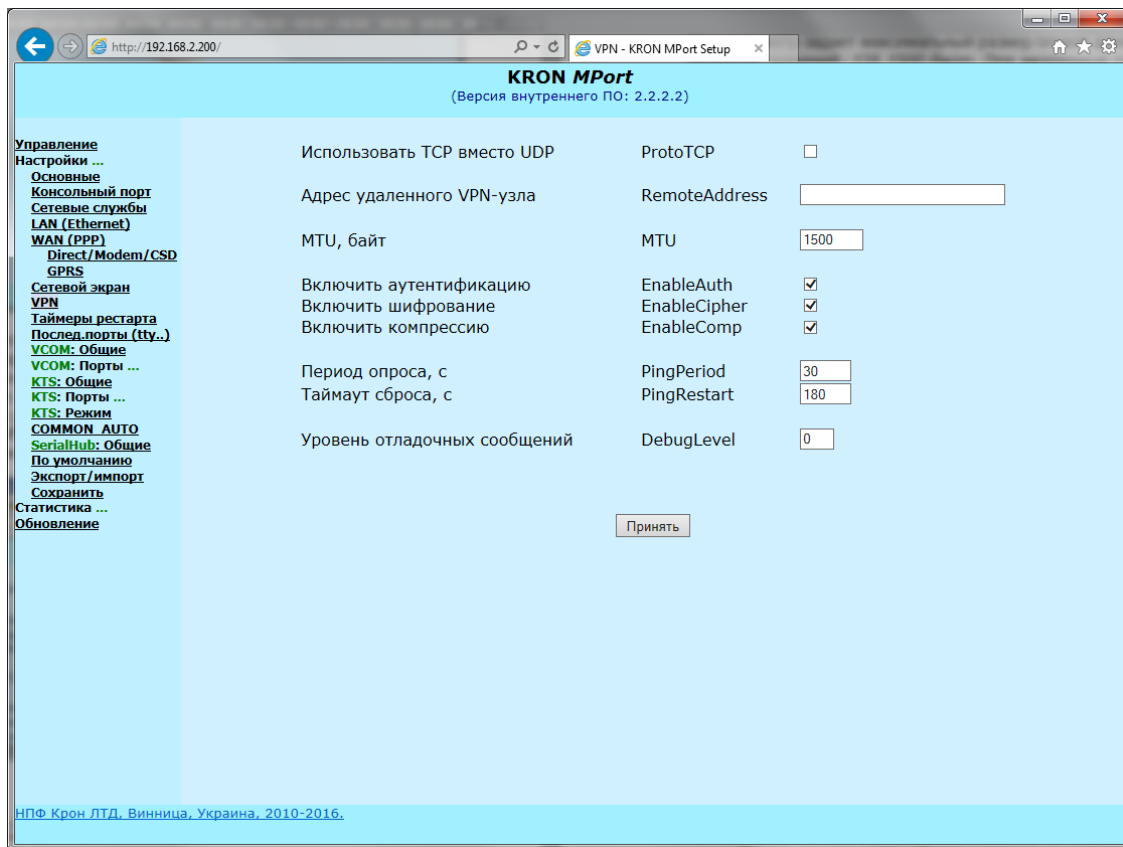 http://192.168.2.200/
VPN - KRON MPort Setup
KRON MPort
(Версия внутреннего ПО: 2.2.2.2)
Управление
Настройки ...
Основные
Консольный порт
Сетевые службы
LAN (Ethernet)
WAN (PPP)
Direct/Modem/CSD
GPRS
Сетевой экран
VPN
Таймеры рестарта
Послед.порты (tty..)
VCOM: Общие
VCOM: Порты ...
KTS: Общие
KTS: Порты ...
KTS: Режим
COMMON_AUTO
SerialHub: Общие
По умолчанию
Экспорт/импорт
Сохранить
Статистика ...
Обновление
Использовать TCP вместо UDP ProtoTCP
Адрес удаленного VPN-узла RemoteAddress
MTU, байт MTU 1500
Включить аутентификацию EnableAuth
Включить шифрование EnableCipher
Включить компрессию EnableComp
Период опроса, с PingPeriod 30
Таймаут сброса, с PingRestart 180
Уровень отладочных сообщений DebugLevel 0
Принять
НПФ Крон ЛТД, Винница, Украина, 2010-2016.